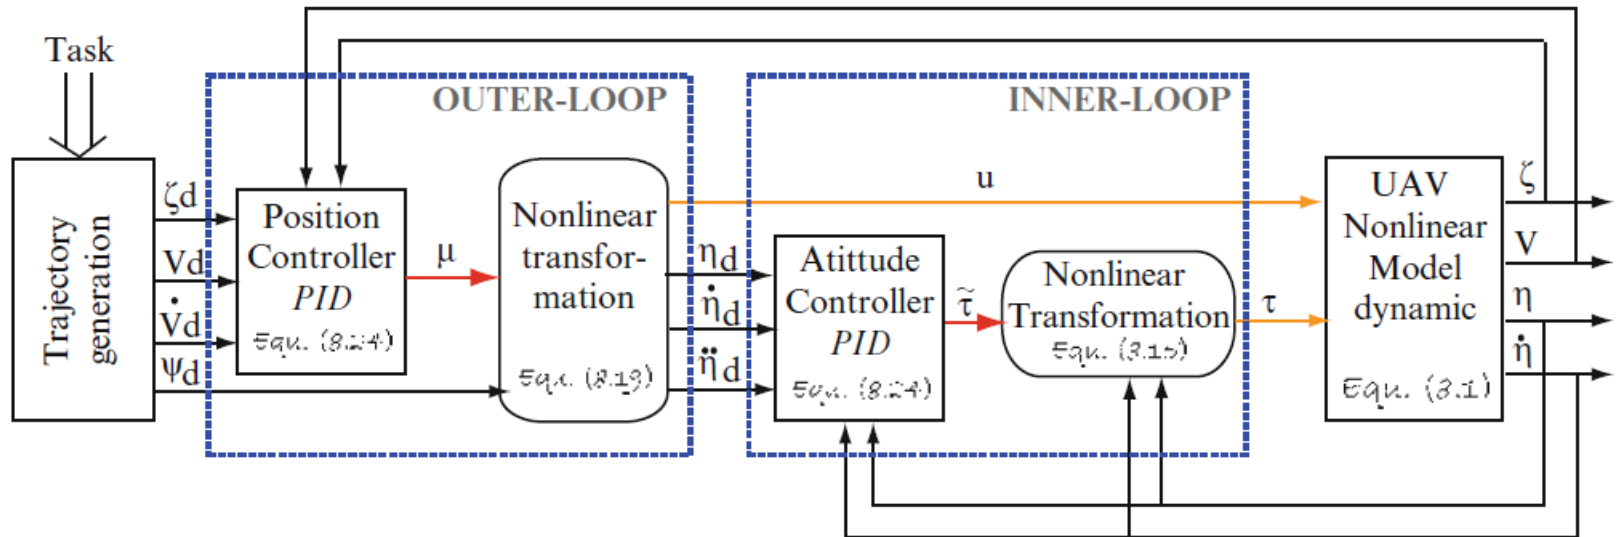 Task
OUTER-LOOP
INNER-LOOP
Trajectory
generation
ζd
Vd
V̇d
ψd
Position
Controller
PID
Equ. (8.24)
μ
Nonlinear
transfor-
mation
Equ. (8.19)
u
ηd
η̇d
η̈d
Atittude
Controller
PID
Equ. (8.24)
τ̃
Nonlinear
Transformation
Equ. (8.15)
τ
UAV
Nonlinear
Model
dynamic
Equ. (8.1)
ζ
V
η
η̇